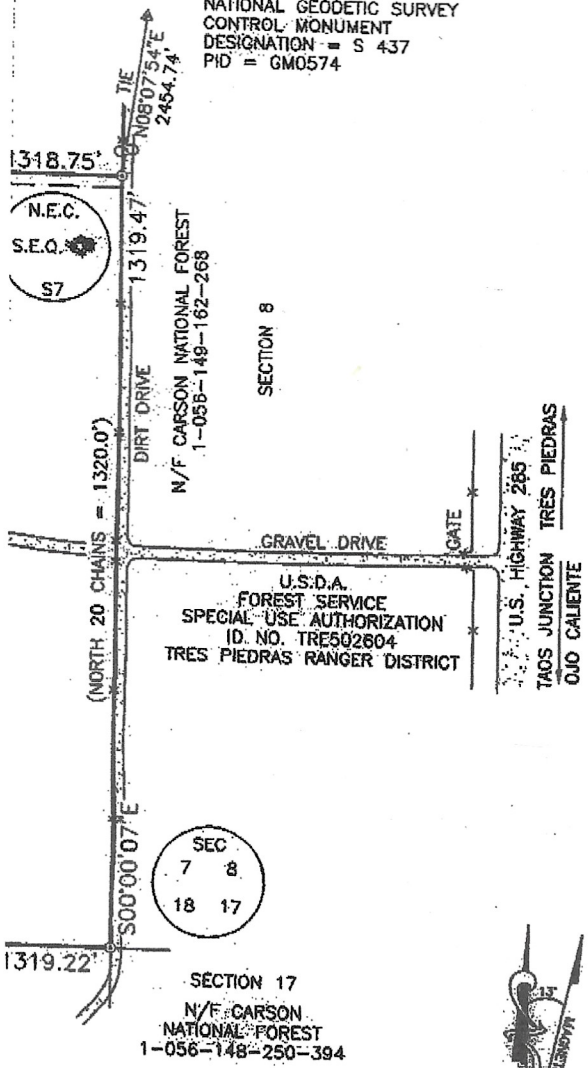 NATIONAL GEODETIC SURVEY
CONTROL MONUMENT
DESIGNATION = S 437
PID = GM0574
TIE
N08°07'54"E
2454.74'
1318.75'
N.E.C.
S.E.Q.
S7
1319.47'
DIRT DRIVE
N/F CARSON NATIONAL FOREST
1-056-149-162-268
SECTION 8
(NORTH 20 CHAINS = 1320.0')
GRAVEL DRIVE
GATE
U.S.D.A.
FOREST SERVICE
SPECIAL USE AUTHORIZATION
ID. NO. TRE502604
TRES PIEDRAS RANGER DISTRICT
U.S. HIGHWAY 285
TRES PIEDRAS
TAOS JUNCTION
OJO CALIENTE
S00°00'07"E
SEC
7 8
18 17
1319.22'
SECTION 17
N/F CARSON
NATIONAL FOREST
1-056-148-250-394
13'